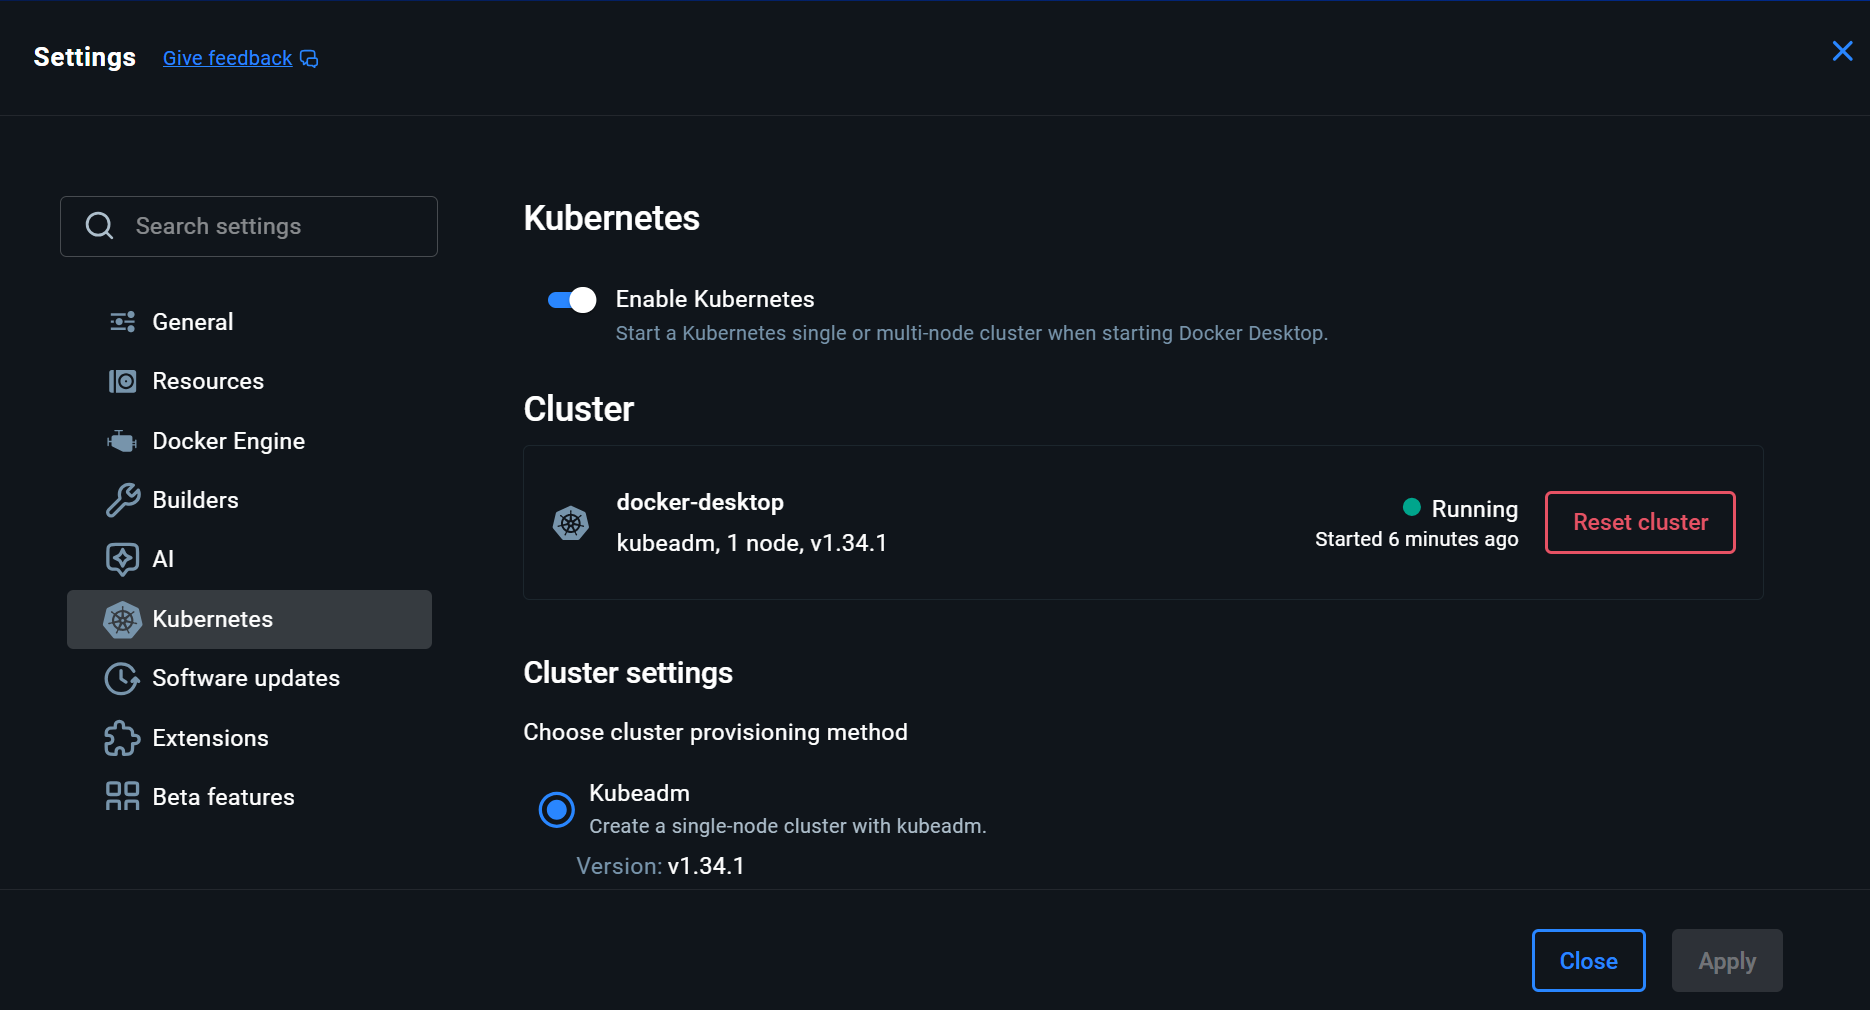 Settings
Give feedback
Search settings
General
Resources
Docker Engine
Builders
AI
Kubernetes
Software updates
Extensions
Beta features
Kubernetes
Enable Kubernetes
Start a Kubernetes single or multi-node cluster when starting Docker Desktop.
Cluster
docker-desktop
kubeadm, 1 node, v1.34.1
Running
Started 6 minutes ago
Reset cluster
Cluster settings
Choose cluster provisioning method
Kubeadm
Create a single-node cluster with kubeadm.
Version: v1.34.1
Close
Apply